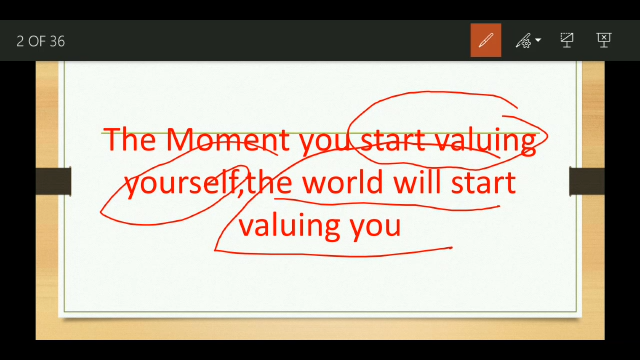 2 OF 36
The Moment you start valuing
yourself,the world will start
valuing you